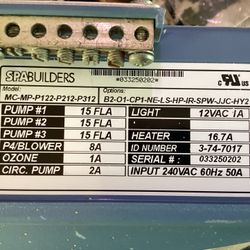 *033250202*
SPABUILDERS
c UL US
Model: Options:
MC-MP-P122-P212-P312 B2-O1-CP1-NE-LS-HP-IR-SPW-JJC-HY2
PUMP #1 15 FLA LIGHT 12VAC 1A
PUMP #2 15 FLA
PUMP #3 15 FLA HEATER 16.7A
P4/BLOWER 8A ID NUMBER 3-74-7017
OZONE 1A SERIAL # 033250202
CIRC. PUMP 2A INPUT 240VAC 60Hz 50A